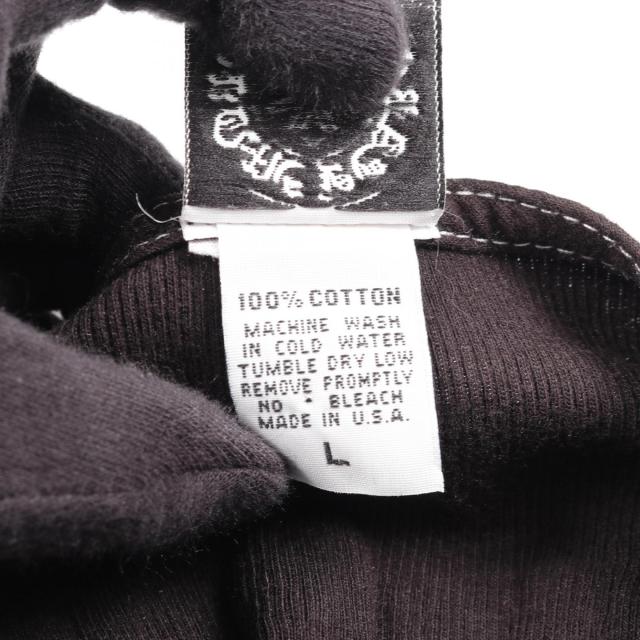 100% COTTON
MACHINE WASH
IN COLD WATER
TUMBLE DRY LOW
REMOVE PROMPTLY
NO • BLEACH
MADE IN U.S.A.
L